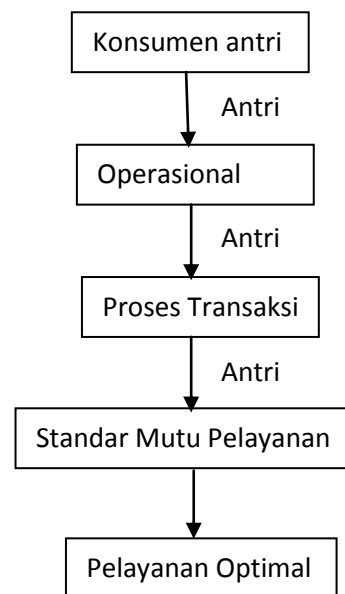 Konsumen antri
Antri
Operasional
Antri
Proses Transaksi
Antri
Standar Mutu Pelayanan
Pelayanan Optimal